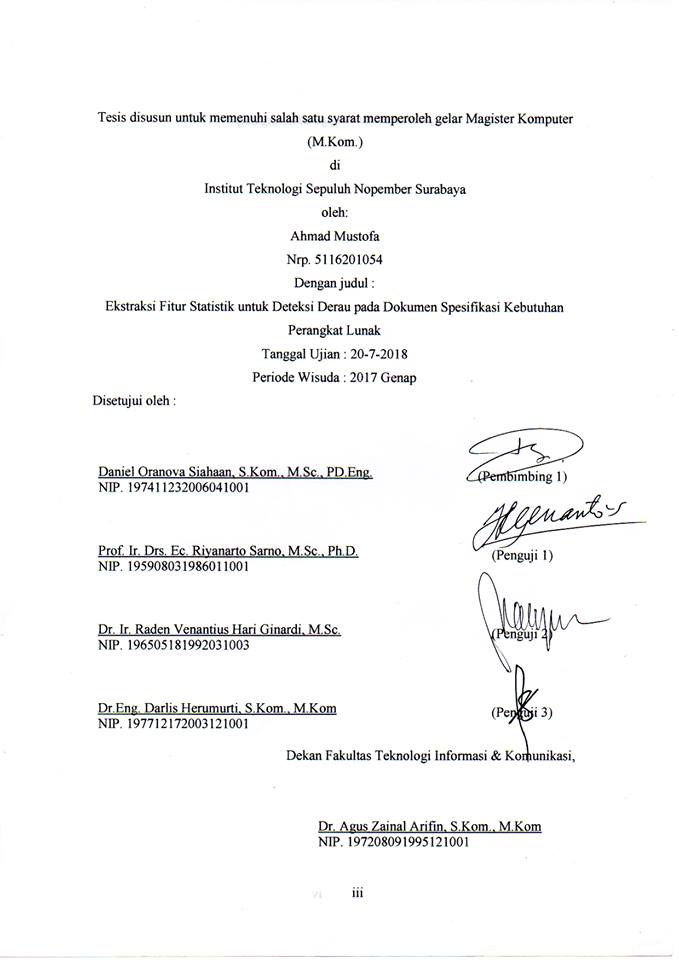 Tesis disusun untuk memenuhi salah satu syarat memperoleh gelar Magister Komputer
(M.Kom.)
di
Institut Teknologi Sepuluh Nopember Surabaya
oleh:
Ahmad Mustofa
Nrp. 5116201054
Dengan judul :
Ekstraksi Fitur Statistik untuk Deteksi Derau pada Dokumen Spesifikasi Kebutuhan
Perangkat Lunak
Tanggal Ujian : 20-7-2018
Periode Wisuda : 2017 Genap
Disetujui oleh :
Daniel Oranova Siahaan, S.Kom., M.Sc., PD.Eng.
NIP. 197411232006041001
(Pembimbing 1)
Prof. Ir. Drs. Ec. Riyanarto Sarno, M.Sc., Ph.D.
NIP. 195908031986011001
(Penguji 1)
Dr. Ir. Raden Venantius Hari Ginardi, M.Sc.
NIP. 196505181992031003
(Penguji 2)
Dr.Eng. Darlis Herumurti, S.Kom., M.Kom
NIP. 197712172003121001
(Penguji 3)
Dekan Fakultas Teknologi Informasi & Komunikasi,
Dr. Agus Zainal Arifin, S.Kom., M.Kom
NIP. 197208091995121001
iii